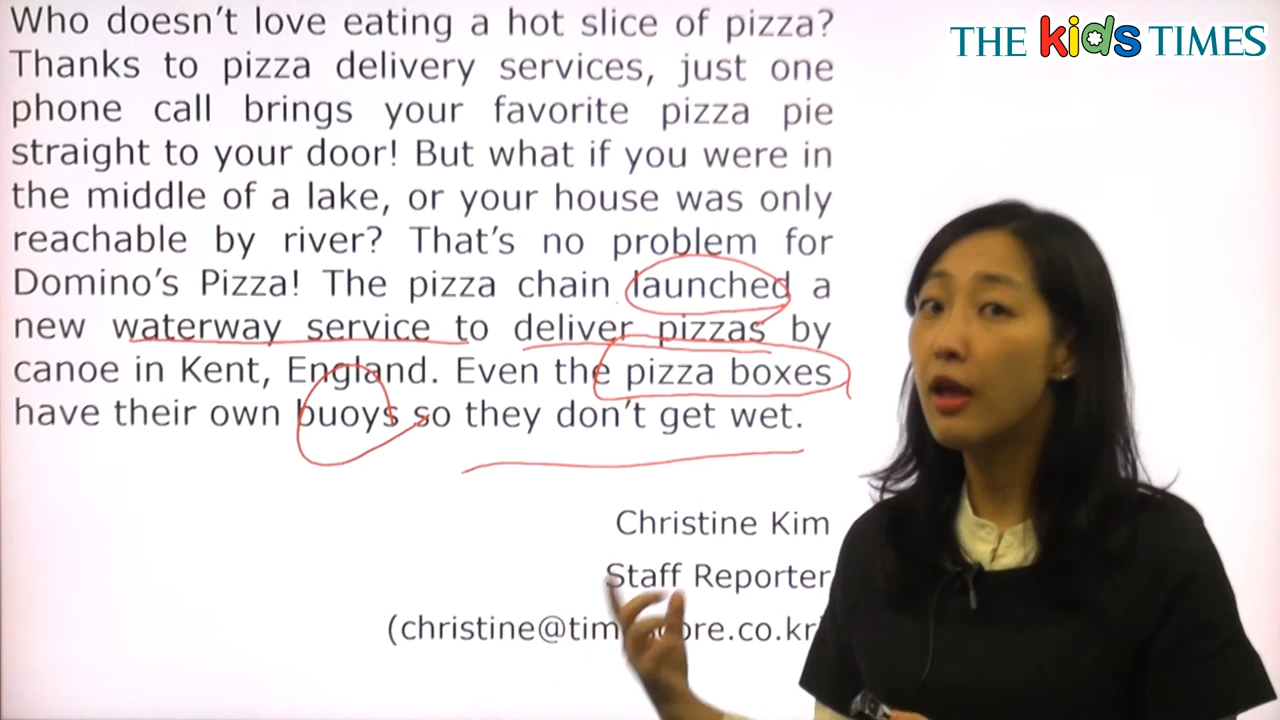 THE kids TIMES
Who doesn't love eating a hot slice of pizza?
Thanks to pizza delivery services, just one
phone call brings your favorite pizza pie
straight to your door! But what if you were in
the middle of a lake, or your house was only
reachable by river? That's no problem for
Domino's Pizza! The pizza chain launched a
new waterway service to deliver pizzas by
canoe in Kent, England. Even the pizza boxes
have their own buoys so they don't get wet.
Christine Kim
Staff Reporter